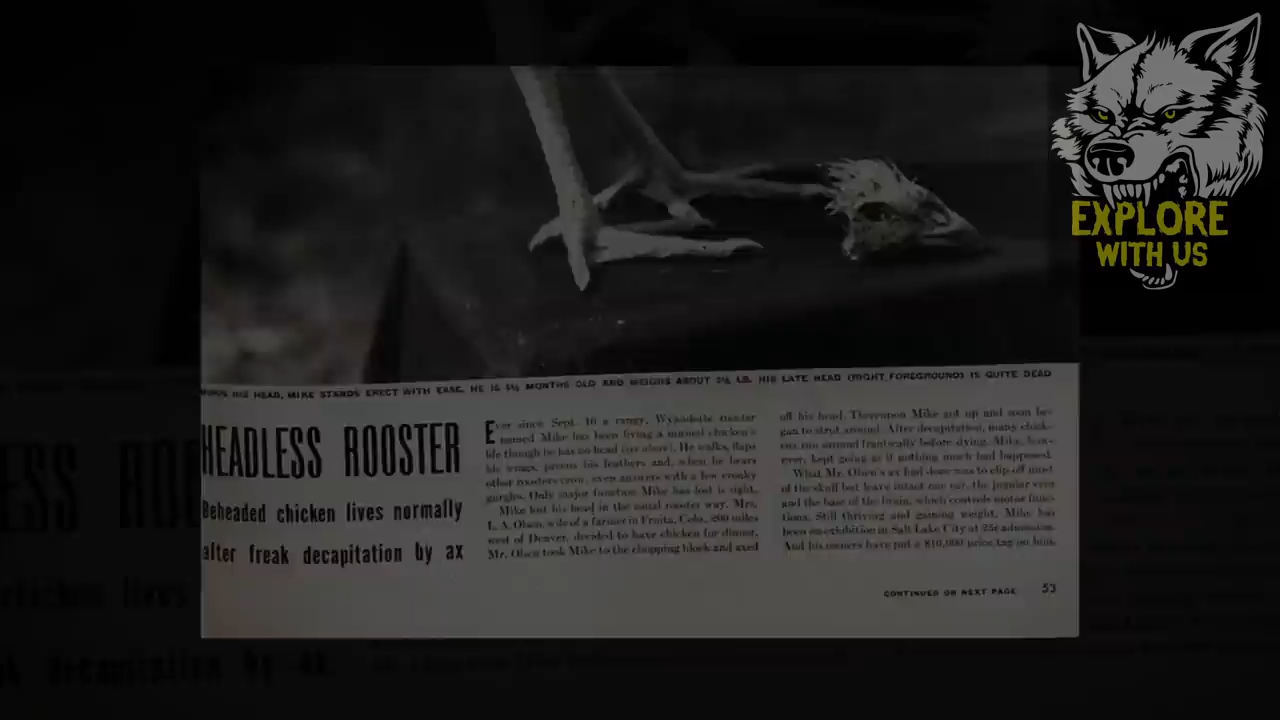 EXPLORE
WITH US
HIS HEAD, MIKE STANDS ERECT WITH EASE. HE IS 5½ MONTHS OLD AND WEIGHS ABOUT 3½ LB. HIS LATE HEAD (RIGHT FOREGROUND) IS QUITE DEAD
HEADLESS ROOSTER
Beheaded chicken lives normally
after freak decapitation by ax
Ever since Sept. 10 a rangy, Wyandotte rooster
named Mike has been living a normal chicken's
life though he has no head (see above). He walks, flaps
his wings, preens his feathers and, when he hears
other roosters crow, even answers with a few croaky
gurgles. Only major function Mike has lost is sight.
Mike lost his head in the usual rooster way. Mrs.
L. A. Olsen, wife of a farmer in Fruita, Colo., 200 miles
west of Denver, decided to have chicken for dinner.
Mr. Olsen took Mike to the chopping block and axed
off his head. Thereupon Mike got up and soon be-
gan to strut around. After decapitation, many chick-
ens run around frantically before dying. Mike, how-
ever, kept going as if nothing much had happened.
What Mr. Olsen's ax had done was to clip off most
of the skull but leave intact one ear, the jugular vein
and the base of the brain, which controls motor func-
tions. Still thriving and gaining weight, Mike has
been on exhibition in Salt Lake City at 25¢ admission.
And his owners have put a $10,000 price tag on him.
CONTINUED ON NEXT PAGE 53